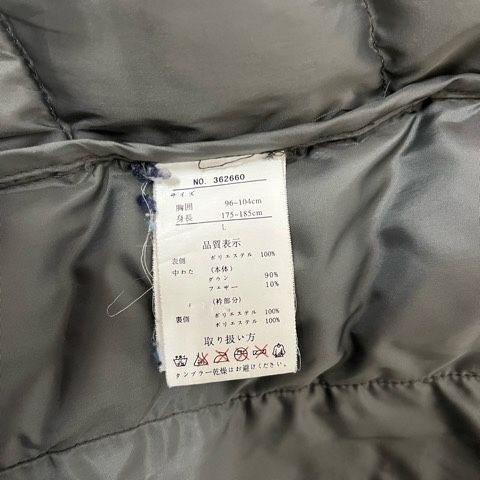 NO. 362660
サイズ
胸囲 96~104cm
身長 175~185cm
L
品質表示
表側 ポリエステル 100%
中わた (本体)
ダウン 90%
フェザー 10%
(衿部分)
ポリエステル 100%
裏側 ポリエステル 100%
取り扱い方
タンブラー乾燥はお避けください。